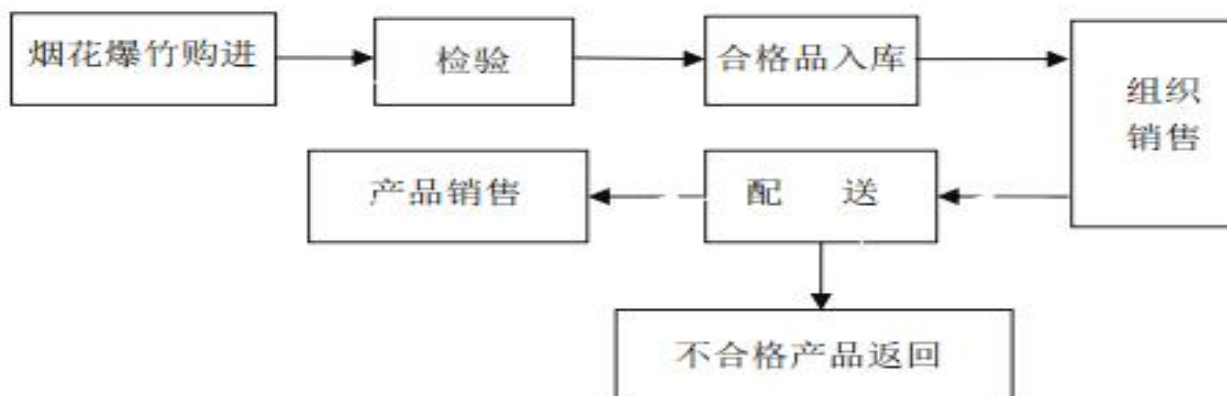 烟花爆竹购进
检验
合格品入库
组织
销售
产品销售
配 送
不合格产品返回